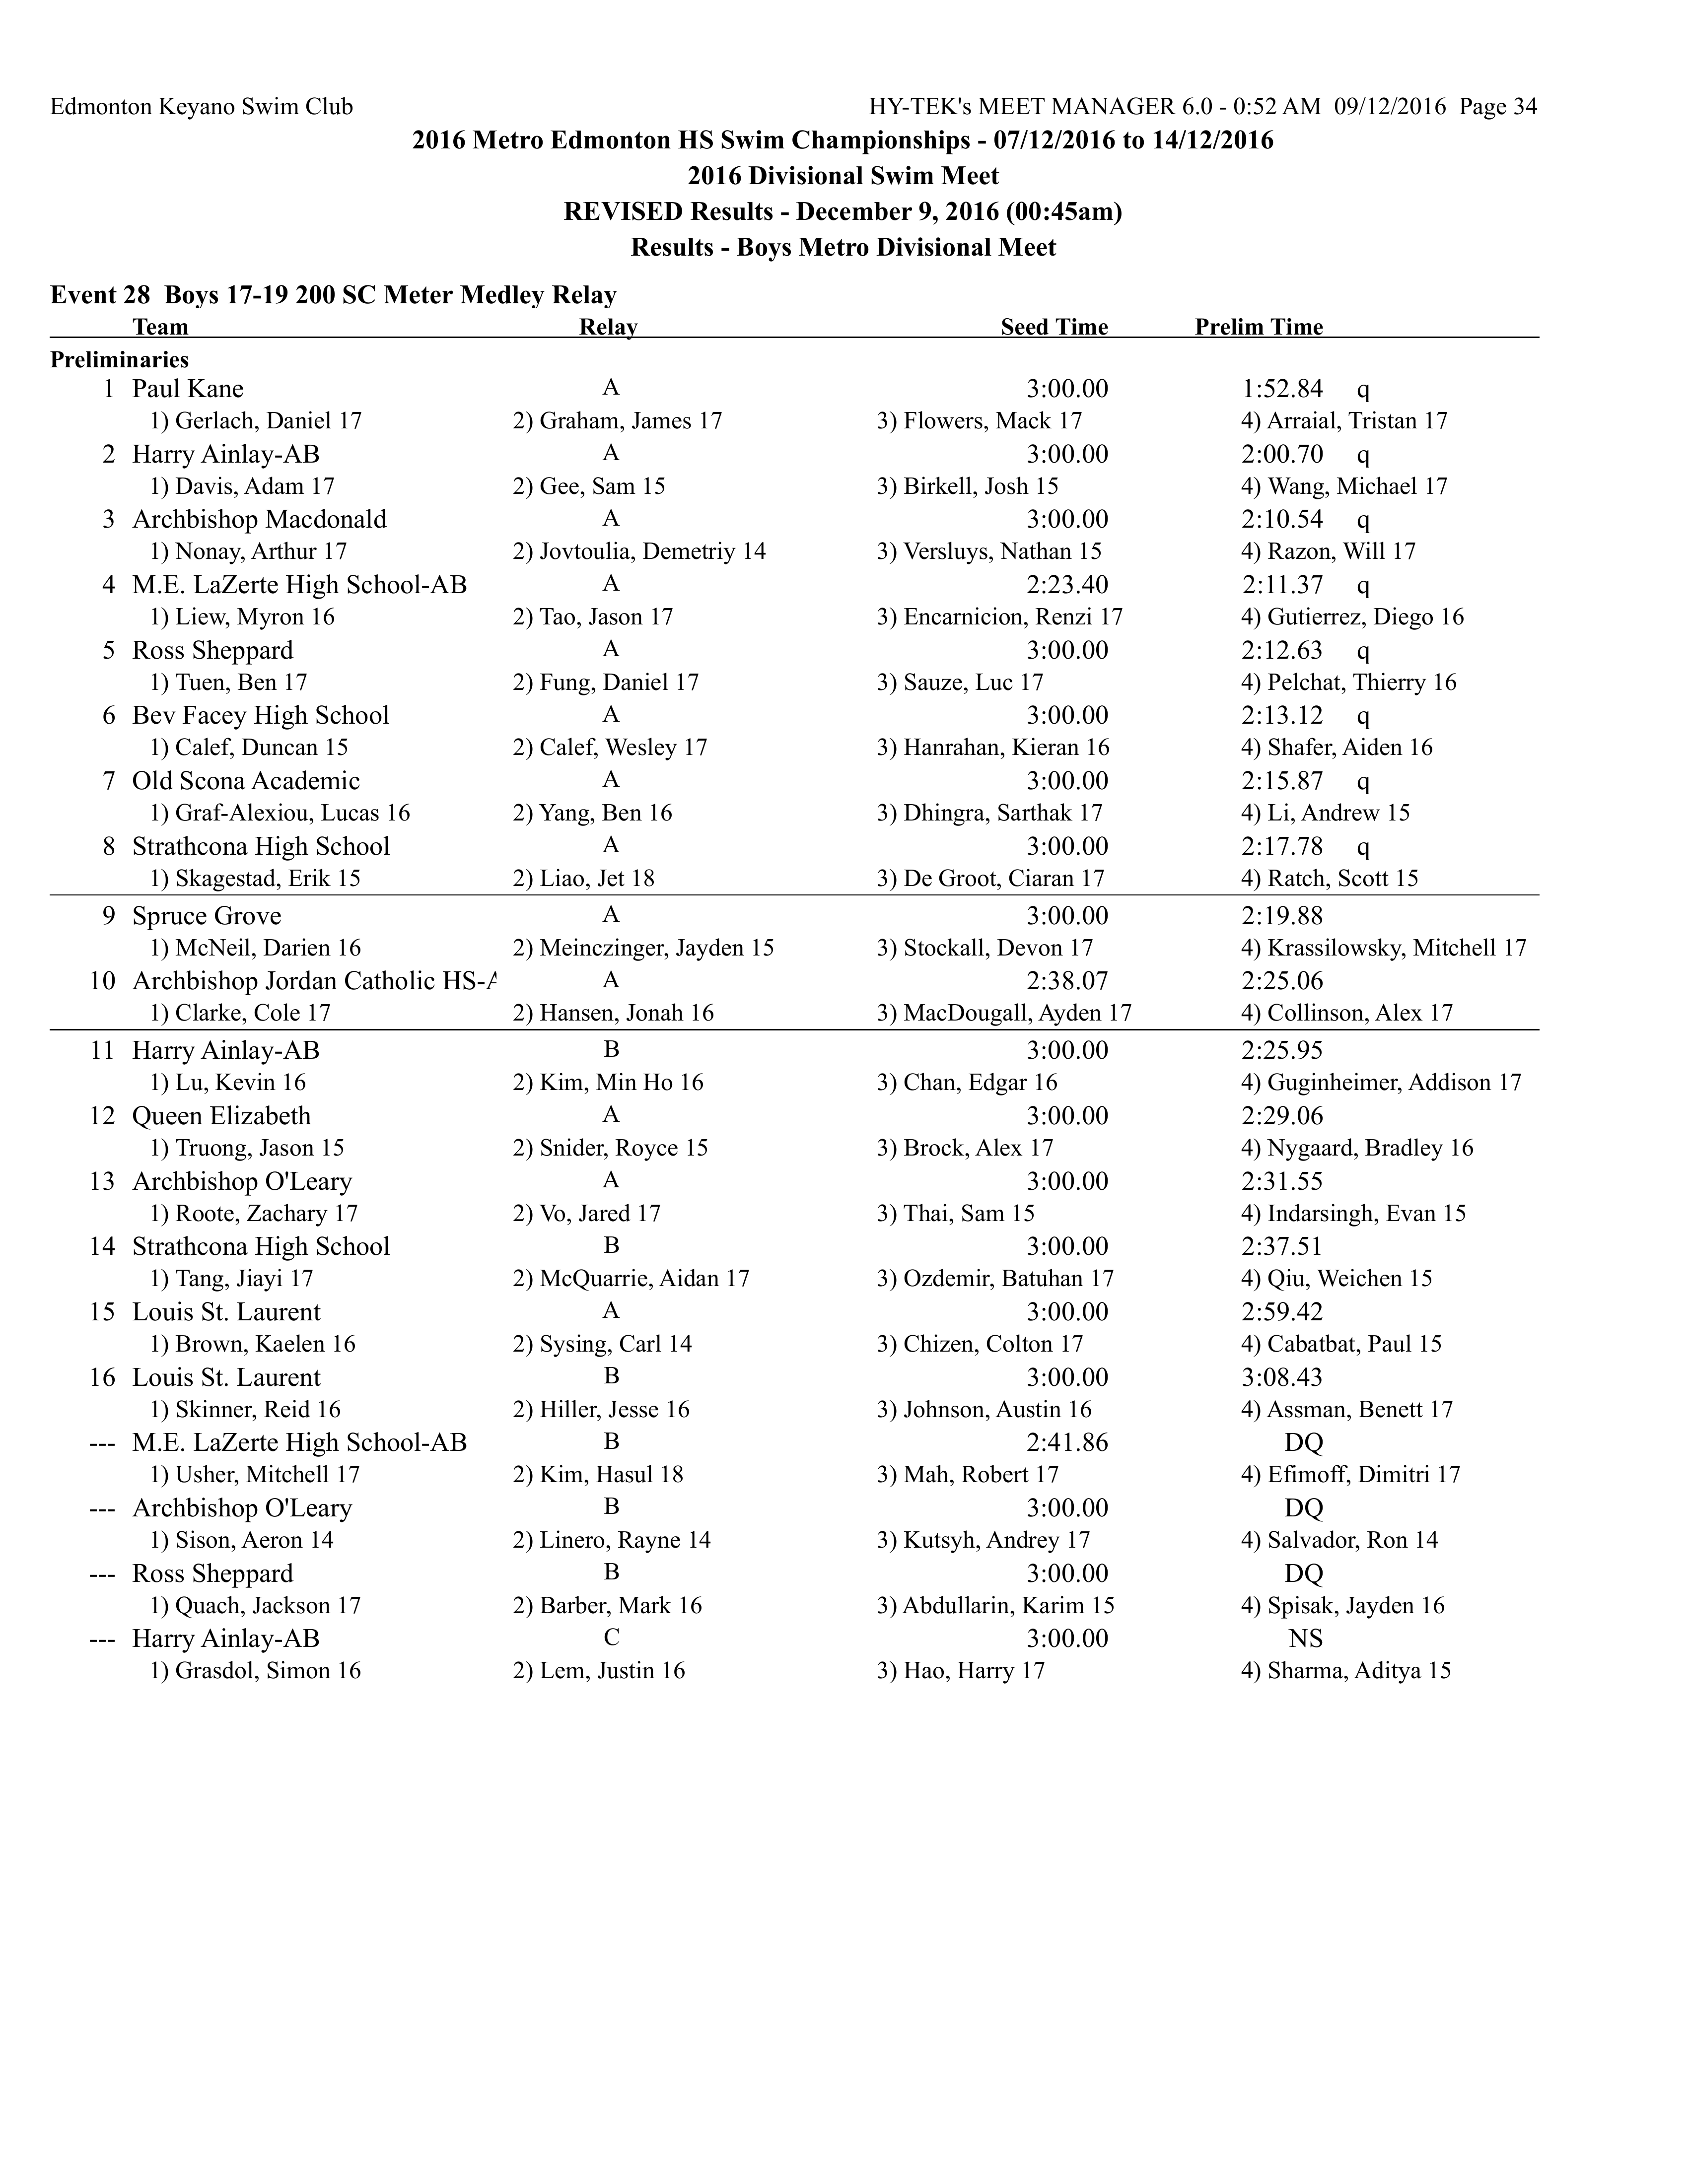 Edmonton Keyano Swim Club HY-TEK's MEET MANAGER 6.0 - 0:52 AM 09/12/2016 Page 34
2016 Metro Edmonton HS Swim Championships - 07/12/2016 to 14/12/2016
2016 Divisional Swim Meet
REVISED Results - December 9, 2016 (00:45am)
Results - Boys Metro Divisional Meet
Event 28 Boys 17-19 200 SC Meter Medley Relay
Team Relay Seed Time Prelim Time
Preliminaries
1 Paul Kane A 3:00.00 1:52.84 q
1) Gerlach, Daniel 17 2) Graham, James 17 3) Flowers, Mack 17 4) Arraial, Tristan 17
2 Harry Ainlay-AB A 3:00.00 2:00.70 q
1) Davis, Adam 17 2) Gee, Sam 15 3) Birkell, Josh 15 4) Wang, Michael 17
3 Archbishop Macdonald A 3:00.00 2:10.54 q
1) Nonay, Arthur 17 2) Jovtoulia, Demetriy 14 3) Versluys, Nathan 15 4) Razon, Will 17
4 M.E. LaZerte High School-AB A 2:23.40 2:11.37 q
1) Liew, Myron 16 2) Tao, Jason 17 3) Encarnicion, Renzi 17 4) Gutierrez, Diego 16
5 Ross Sheppard A 3:00.00 2:12.63 q
1) Tuen, Ben 17 2) Fung, Daniel 17 3) Sauze, Luc 17 4) Pelchat, Thierry 16
6 Bev Facey High School A 3:00.00 2:13.12 q
1) Calef, Duncan 15 2) Calef, Wesley 17 3) Hanrahan, Kieran 16 4) Shafer, Aiden 16
7 Old Scona Academic A 3:00.00 2:15.87 q
1) Graf-Alexiou, Lucas 16 2) Yang, Ben 16 3) Dhingra, Sarthak 17 4) Li, Andrew 15
8 Strathcona High School A 3:00.00 2:17.78 q
1) Skagestad, Erik 15 2) Liao, Jet 18 3) De Groot, Ciaran 17 4) Ratch, Scott 15
9 Spruce Grove A 3:00.00 2:19.88
1) McNeil, Darien 16 2) Meinczinger, Jayden 15 3) Stockall, Devon 17 4) Krassilowsky, Mitchell 17
10 Archbishop Jordan Catholic HS-A A 2:38.07 2:25.06
1) Clarke, Cole 17 2) Hansen, Jonah 16 3) MacDougall, Ayden 17 4) Collinson, Alex 17
11 Harry Ainlay-AB B 3:00.00 2:25.95
1) Lu, Kevin 16 2) Kim, Min Ho 16 3) Chan, Edgar 16 4) Guginheimer, Addison 17
12 Queen Elizabeth A 3:00.00 2:29.06
1) Truong, Jason 15 2) Snider, Royce 15 3) Brock, Alex 17 4) Nygaard, Bradley 16
13 Archbishop O'Leary A 3:00.00 2:31.55
1) Roote, Zachary 17 2) Vo, Jared 17 3) Thai, Sam 15 4) Indarsingh, Evan 15
14 Strathcona High School B 3:00.00 2:37.51
1) Tang, Jiayi 17 2) McQuarrie, Aidan 17 3) Ozdemir, Batuhan 17 4) Qiu, Weichen 15
15 Louis St. Laurent A 3:00.00 2:59.42
1) Brown, Kaelen 16 2) Sysing, Carl 14 3) Chizen, Colton 17 4) Cabatbat, Paul 15
16 Louis St. Laurent B 3:00.00 3:08.43
1) Skinner, Reid 16 2) Hiller, Jesse 16 3) Johnson, Austin 16 4) Assman, Benett 17
--- M.E. LaZerte High School-AB B 2:41.86 DQ
1) Usher, Mitchell 17 2) Kim, Hasul 18 3) Mah, Robert 17 4) Efimoff, Dimitri 17
--- Archbishop O'Leary B 3:00.00 DQ
1) Sison, Aeron 14 2) Linero, Rayne 14 3) Kutsyh, Andrey 17 4) Salvador, Ron 14
--- Ross Sheppard B 3:00.00 DQ
1) Quach, Jackson 17 2) Barber, Mark 16 3) Abdullarin, Karim 15 4) Spisak, Jayden 16
--- Harry Ainlay-AB C 3:00.00 NS
1) Grasdol, Simon 16 2) Lem, Justin 16 3) Hao, Harry 17 4) Sharma, Aditya 15